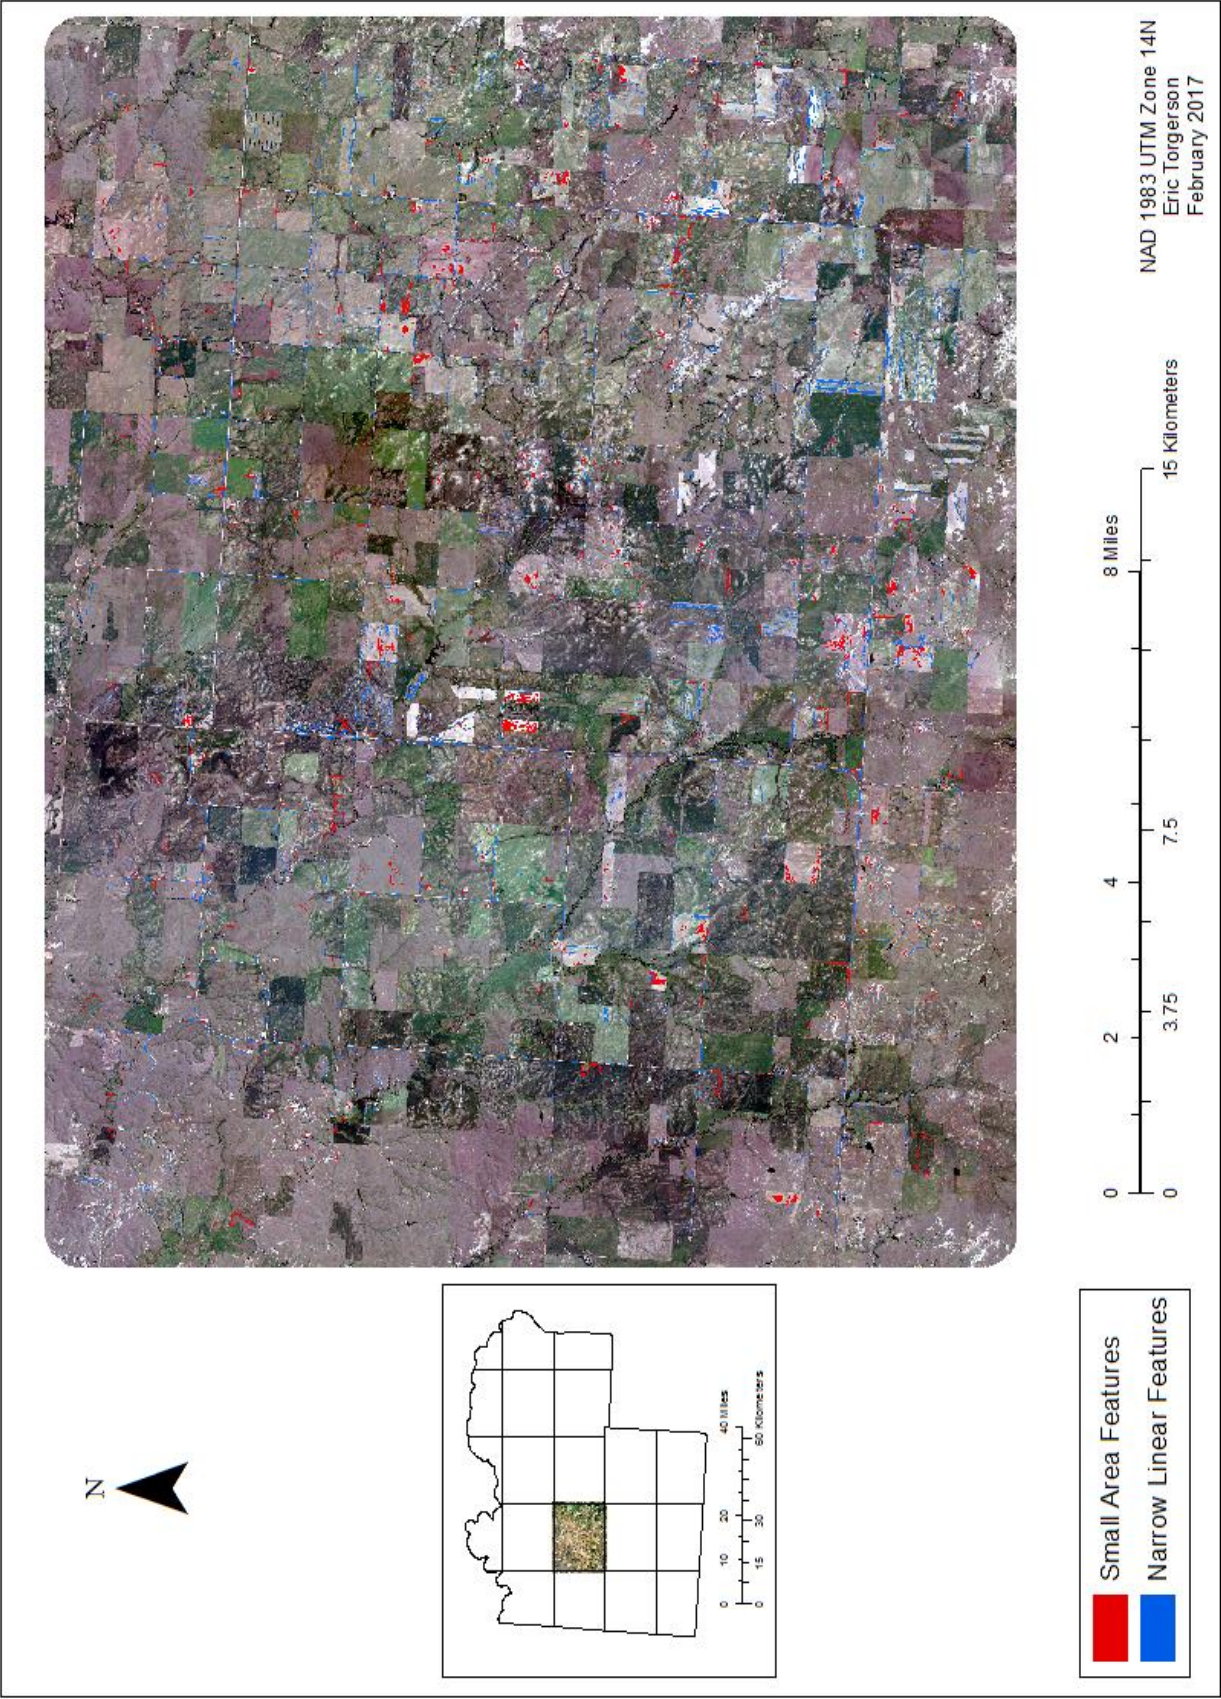 N
0 10 20 40 Miles
0 15 30 60 Kilometers
Small Area Features
Narrow Linear Features
0 2 4 8 Miles
0 3.75 7.5 15 Kilometers
NAD 1983 UTM Zone 14N
Eric Torgerson
February 2017